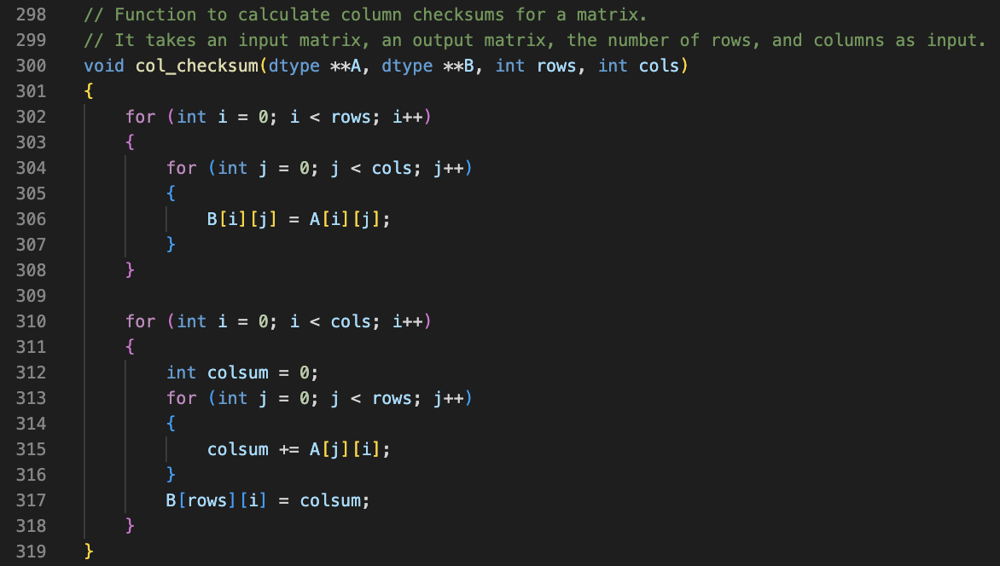 298 // Function to calculate column checksums for a matrix.
299 // It takes an input matrix, an output matrix, the number of rows, and columns as input.
300 void col_checksum(dtype **A, dtype **B, int rows, int cols)
301 {
302     for (int i = 0; i < rows; i++)
303     {
304         for (int j = 0; j < cols; j++)
305         {
306             B[i][j] = A[i][j];
307         }
308     }
309
310     for (int i = 0; i < cols; i++)
311     {
312         int colsum = 0;
313         for (int j = 0; j < rows; j++)
314         {
315             colsum += A[j][i];
316         }
317         B[rows][i] = colsum;
318     }
319 }